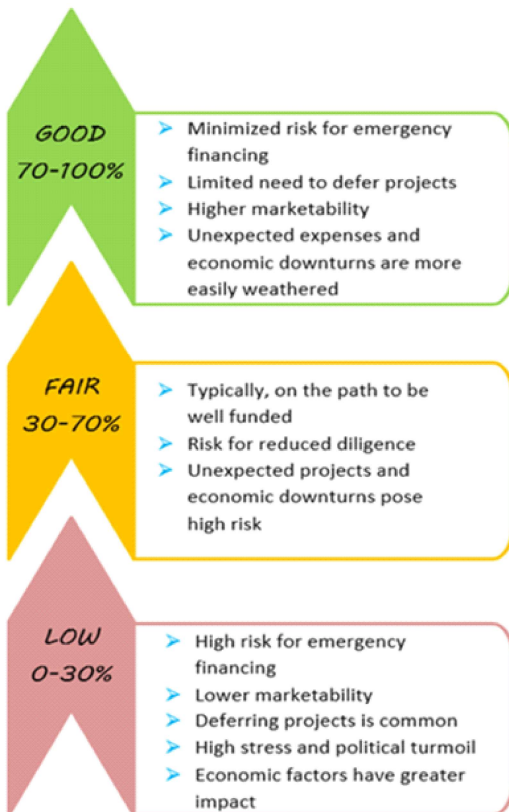 GOOD
70-100%
➤ Minimized risk for emergency
financing
➤ Limited need to defer projects
➤ Higher marketability
➤ Unexpected expenses and
economic downturns are more
easily weathered
FAIR
30-70%
➤ Typically, on the path to be
well funded
➤ Risk for reduced diligence
➤ Unexpected projects and
economic downturns pose
high risk
LOW
0-30%
➤ High risk for emergency
financing
➤ Lower marketability
➤ Deferring projects is common
➤ High stress and political turmoil
➤ Economic factors have greater
impact